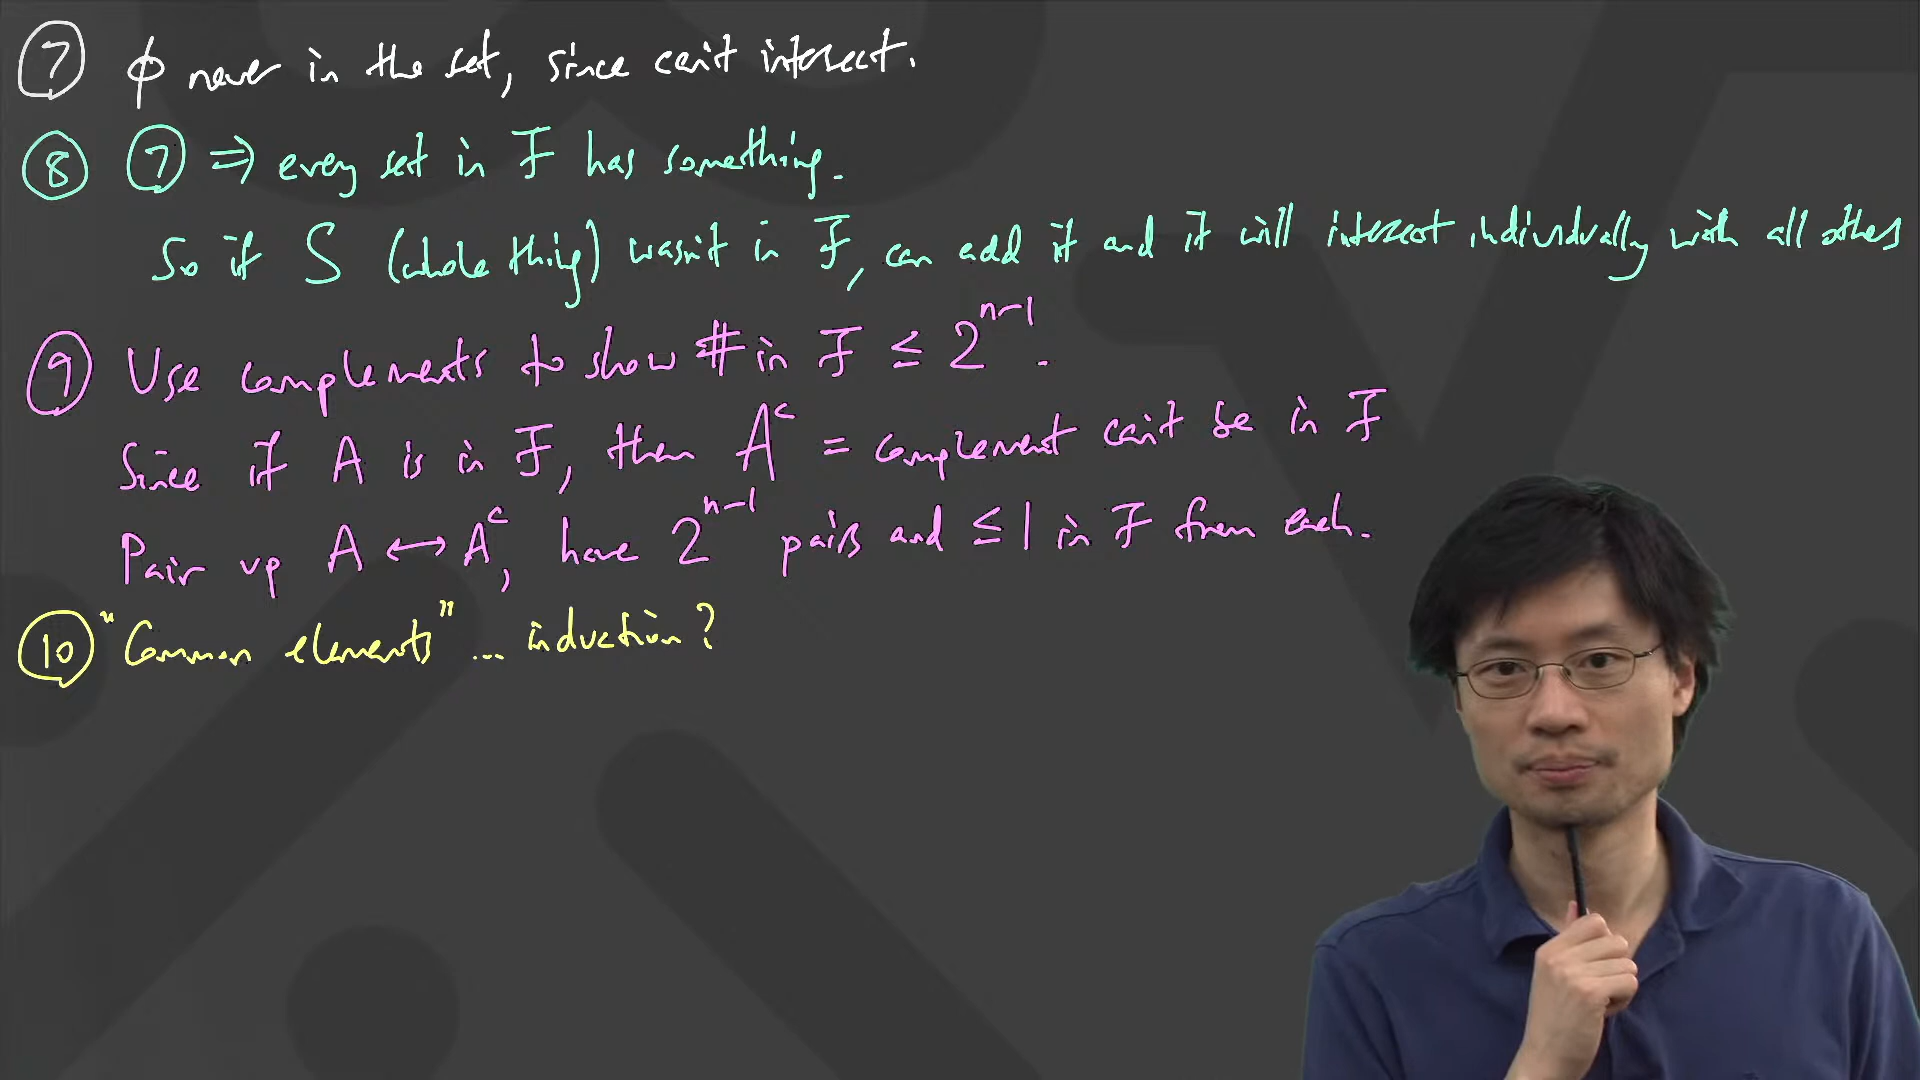 ⑦ ϕ never in the set, since can't intersect.
⑧ ⑦ ⇒ every set in F has something.
So if S (whole thing) wasn't in F, can add it and it will intersect individually with all others
⑨ Use complements to show # in F ≤ 2^{n-1}.
Since if A is in F, then A^c = complement can't be in F
Pair up A ↔ A^c, have 2^{n-1} pairs and ≤ 1 in F from each.
⑩ "Common elements" ... induction?